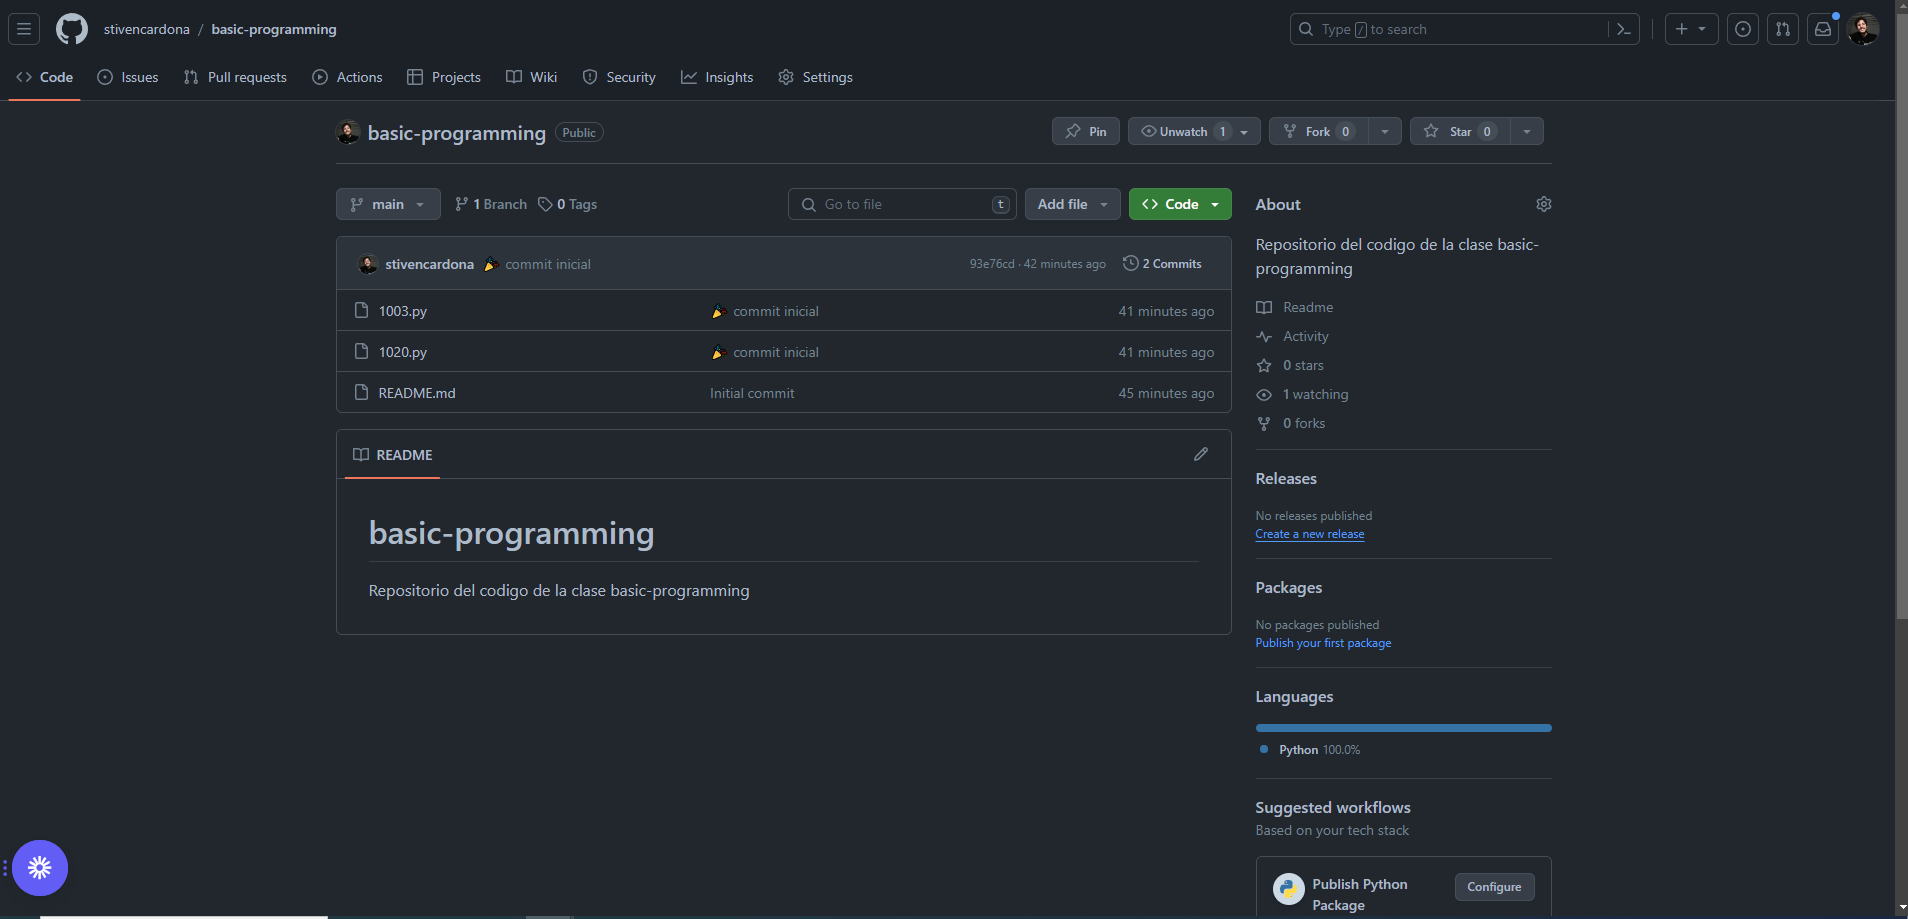 stivencardona / basic-programming
Type / to search
Code Issues Pull requests Actions Projects Wiki Security Insights Settings
basic-programming Public
Pin Unwatch 1 Fork 0 Star 0
main 1 Branch 0 Tags
Go to file t Add file Code
stivencardona commit inicial 93e76cd · 42 minutes ago 2 Commits
1003.py commit inicial 41 minutes ago
1020.py commit inicial 41 minutes ago
README.md Initial commit 45 minutes ago
README
basic-programming
Repositorio del codigo de la clase basic-programming
About
Repositorio del codigo de la clase basic-
programming
Readme
Activity
0 stars
1 watching
0 forks
Releases
No releases published
Create a new release
Packages
No packages published
Publish your first package
Languages
Python 100.0%
Suggested workflows
Based on your tech stack
Publish Python
Package
Configure